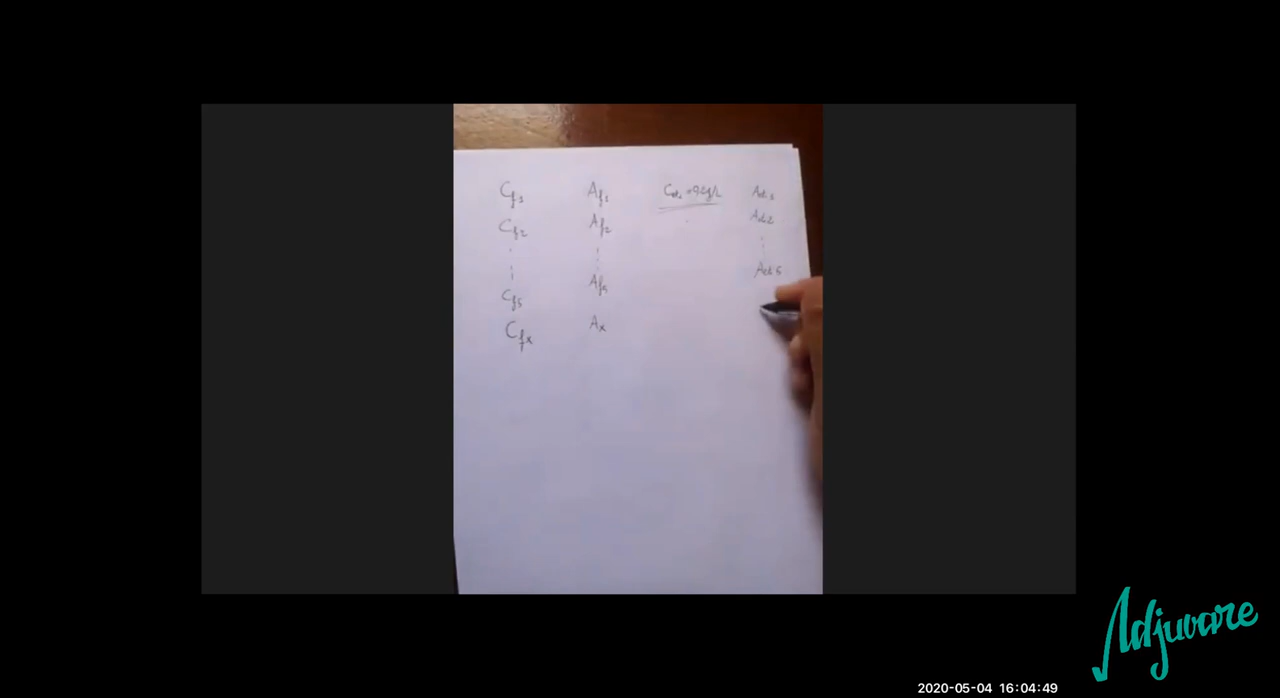 Cf1 Af1 Ad1
Cf2 Af2 Ad2
Cf5 Af5 Ad5
Cfx Ax
Adjuvare
2020-05-04 16:04:49